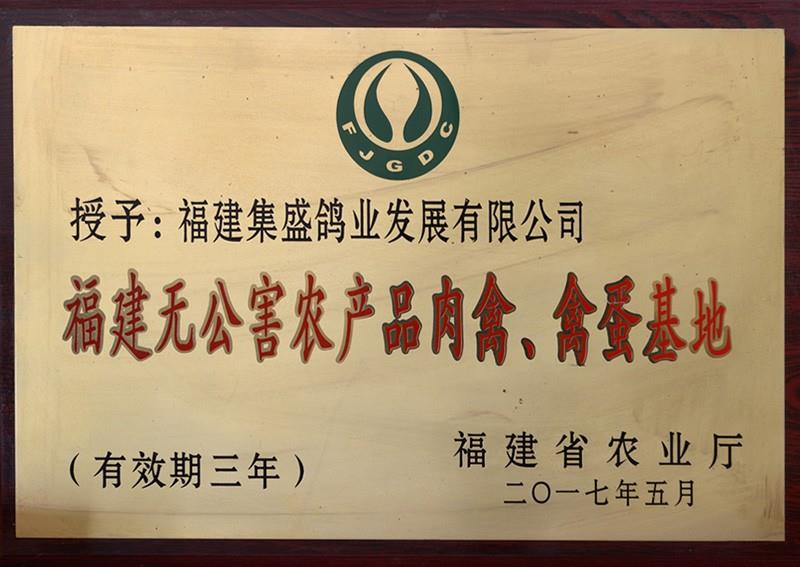 FJGDC
授予：福建集盛鸽业发展有限公司
福建无公害农产品肉禽、禽蛋基地
（有效期三年）
福建省农业厅
二〇一七年五月